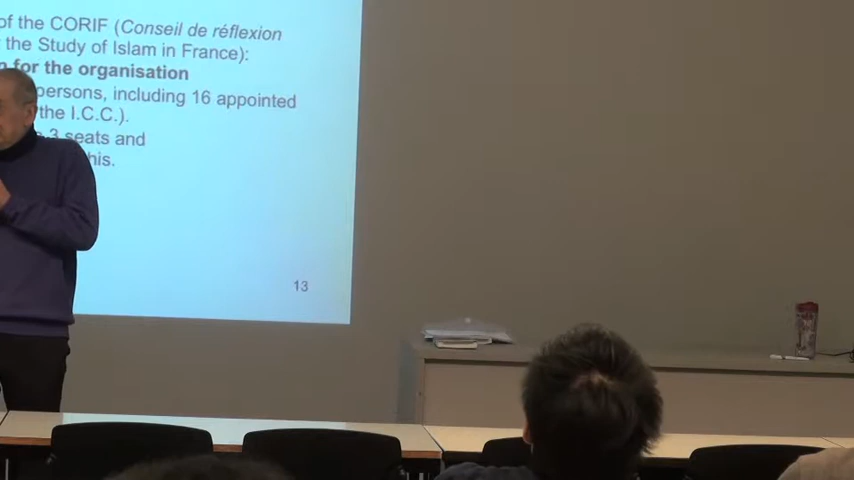 of the CORIF (Conseil de réflexion
the Study of Islam in France):
for the organisation
persons, including 16 appointed
the I.C.C.).
3 seats and
this.
13